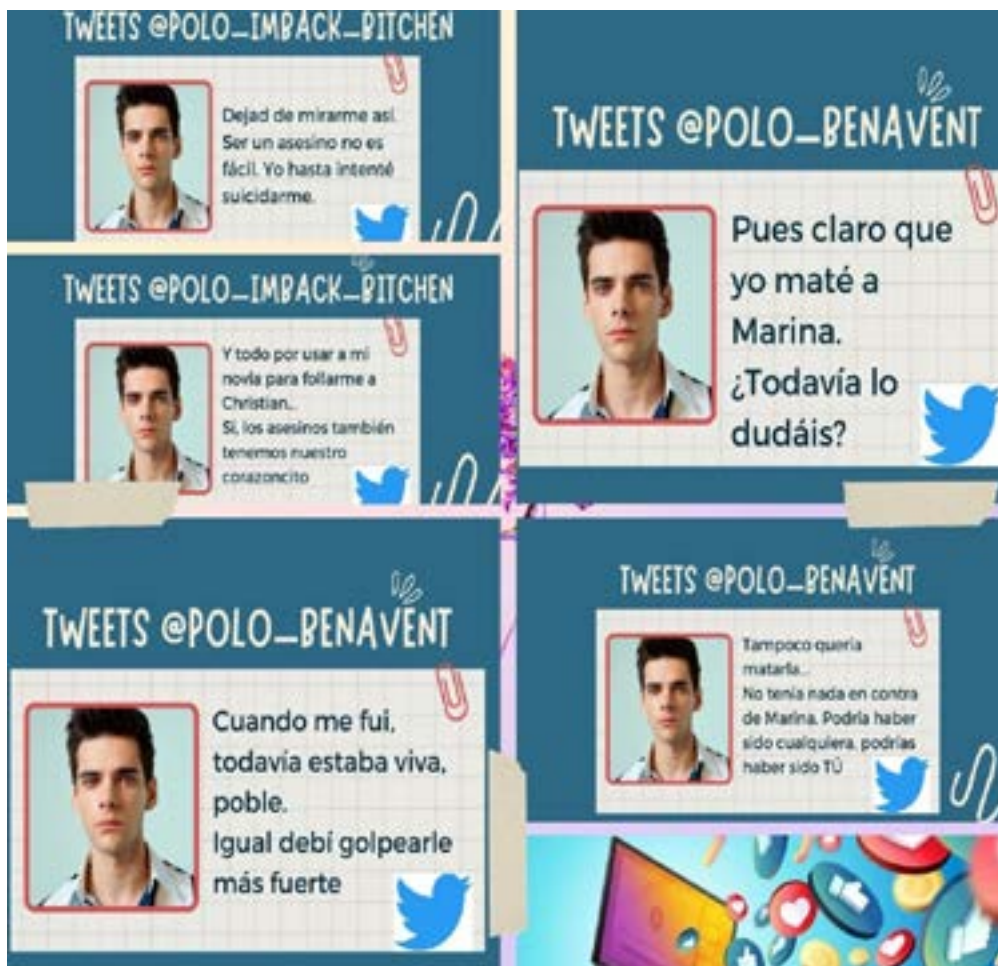 TWEETS @POLO_IMBACK_BITCHEN
Dejad de mirarme así.
Ser un asesino no es
fácil. Yo hasta intenté
suicidarme.
TWEETS @POLO_IMBACK_BITCHEN
Y todo por usar a mi
novia para follarme a
Christian...
Sí, los asesinos también
tenemos nuestro
corazoncito
TWEETS @POLO_BENAVENT
Cuando me fui,
todavía estaba viva,
poble.
Igual debí golpearle
más fuerte
TWEETS @POLO_BENAVENT
Pues claro que
yo maté a
Marina.
¿Todavía lo
dudáis?
TWEETS @POLO_BENAVENT
Tampoco quería
matarla...
No tenía nada en contra
de Marina. Podría haber
sido cualquiera, podrías
haber sido TÚ